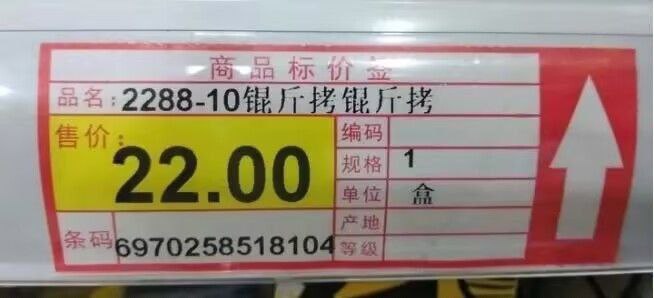 商品标价签
品名:2288-10锟斤拷锟斤拷
售价:
22.00
编码
规格 1
单位 盒
产地
条码 6970258518104 等级